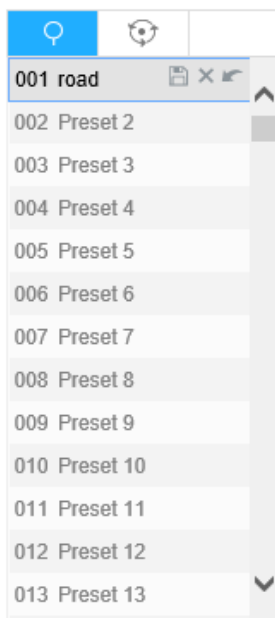 001 road
002 Preset 2
003 Preset 3
004 Preset 4
005 Preset 5
006 Preset 6
007 Preset 7
008 Preset 8
009 Preset 9
010 Preset 10
011 Preset 11
012 Preset 12
013 Preset 13